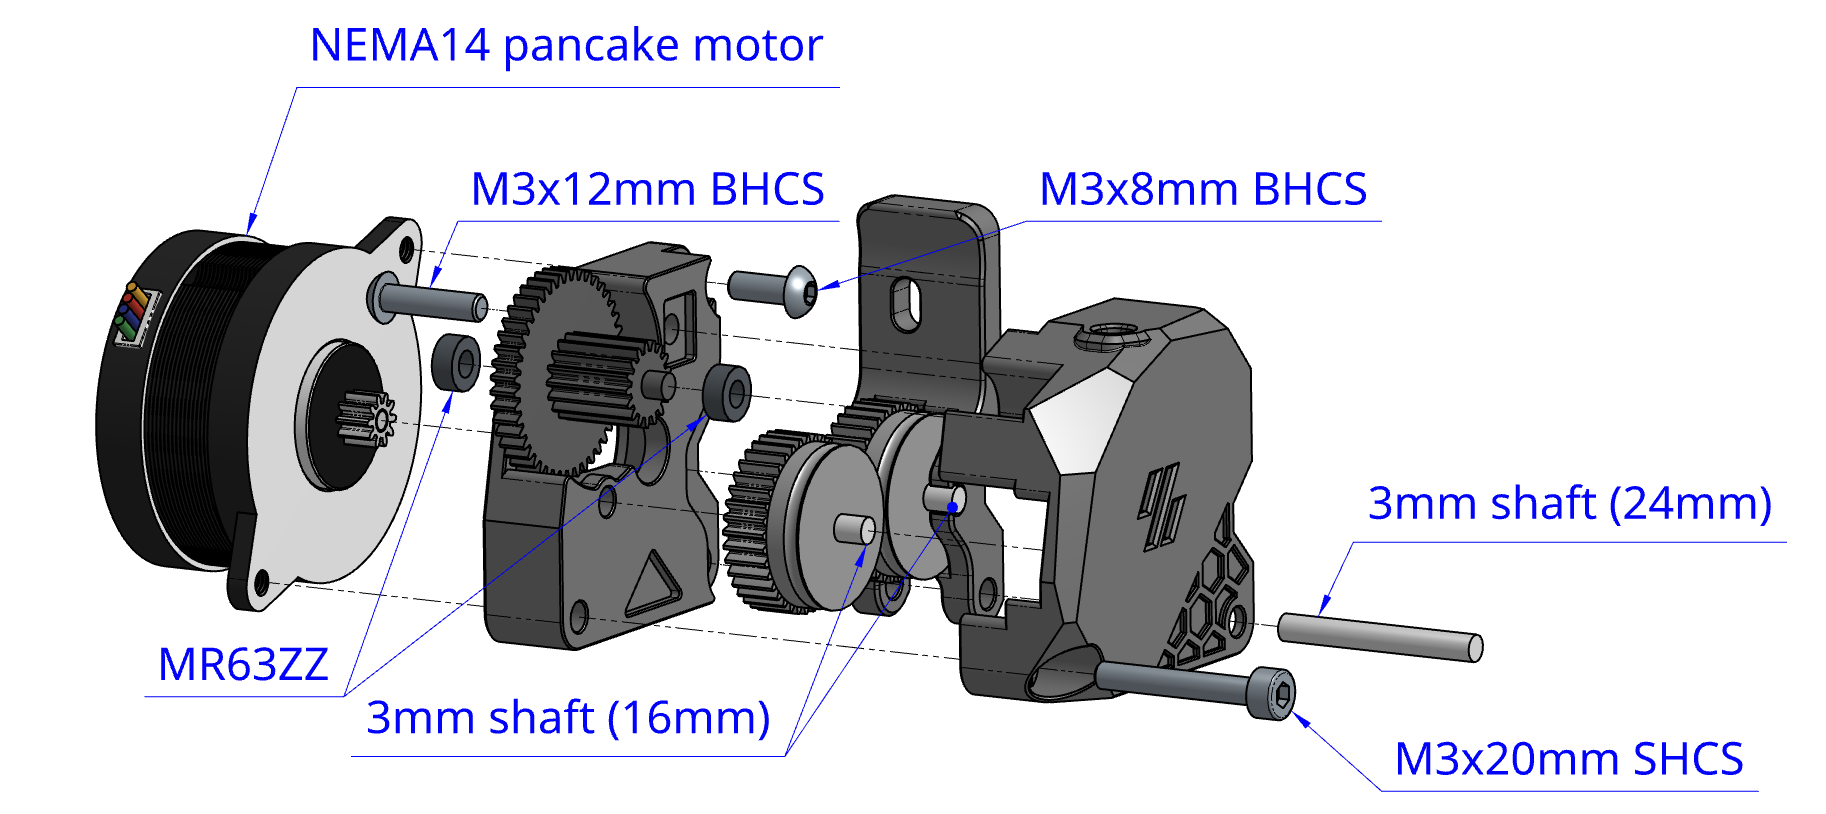 NEMA14 pancake motor
M3x12mm BHCS
M3x8mm BHCS
3mm shaft (24mm)
MR63ZZ
3mm shaft (16mm)
M3x20mm SHCS